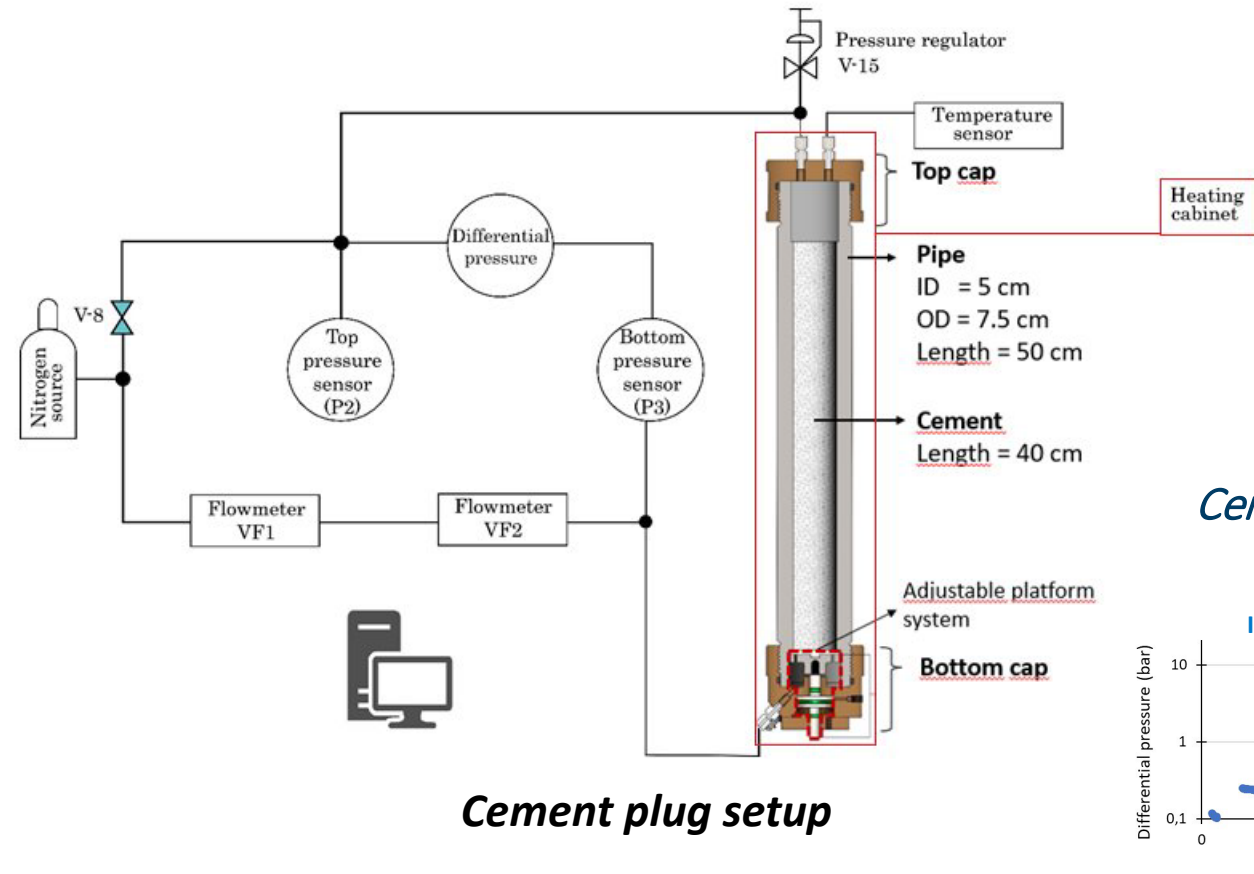 Pressure regulator
V-15
Temperature
sensor
Top cap
Heating
cabinet
Differential
pressure
Pipe
ID = 5 cm
OD = 7.5 cm
Length = 50 cm
V-8
Nitrogen
source
Top
pressure
sensor
(P2)
Bottom
pressure
sensor
(P3)
Cement
Length = 40 cm
Flowmeter
VF1
Flowmeter
VF2
Adjustable platform
system
Bottom cap
Differential pressure (bar)
10
1
0,1
0
Cement plug setup